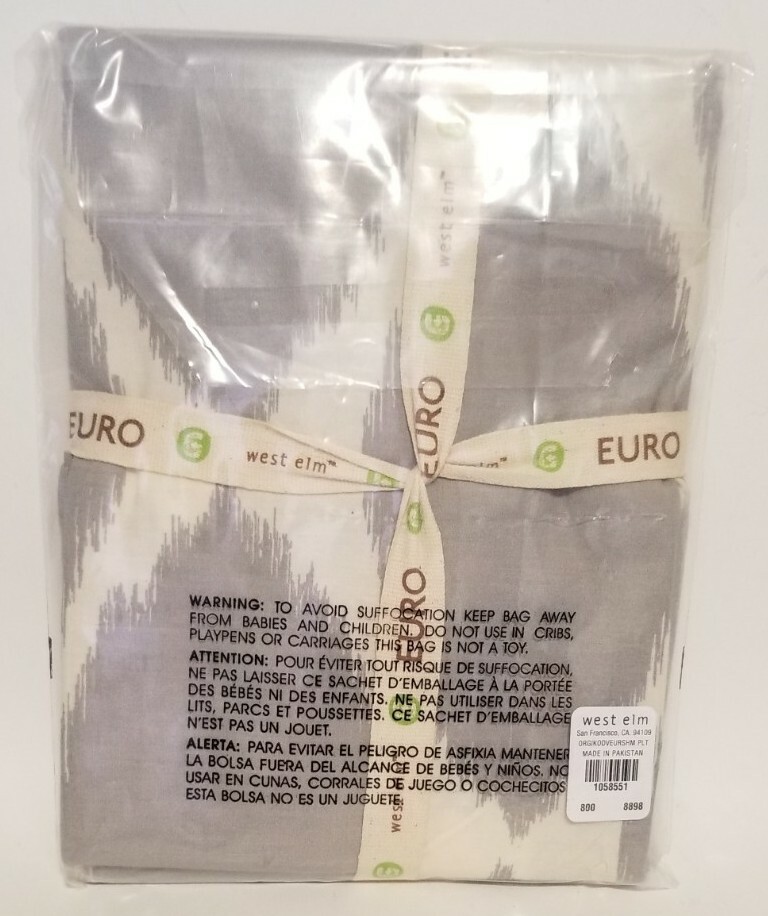 west elm™
EURO
EURO
west elm™
EURO
EURO
WARNING: TO AVOID SUFFOCATION KEEP BAG AWAY
FROM BABIES AND CHILDREN. DO NOT USE IN CRIBS,
PLAYPENS OR CARRIAGES THIS BAG IS NOT A TOY.
ATTENTION: POUR ÉVITER TOUT RISQUE DE SUFFOCATION,
NE PAS LAISSER CE SACHET D'EMBALLAGE À LA PORTÉE
DES BÉBÉS NI DES ENFANTS. NE PAS UTILISER DANS LES
LITS, PARCS ET POUSSETTES. CE SACHET D'EMBALLAGE
N'EST PAS UN JOUET.
ALERTA: PARA EVITAR EL PELIGRO DE ASFIXIA MANTENER
LA BOLSA FUERA DEL ALCANCE DE BEBÉS Y NIÑOS. NO
USAR EN CUNAS, CORRALES DE JUEGO O COCHECITOS
ESTA BOLSA NO ES UN JUGUETE.
wes
west elm
San Francisco, CA. 94109
ORGIKODVEURSHM PLT
MADE IN PAKISTAN
1058551
800 8898